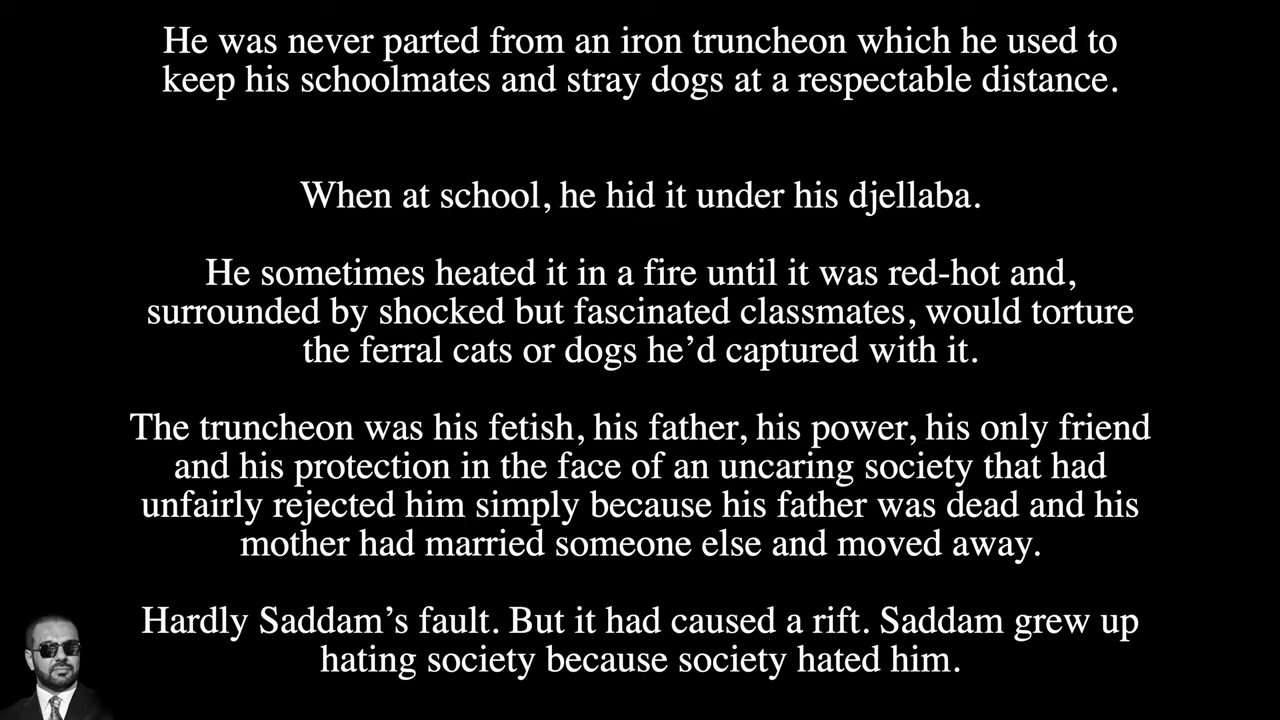 He was never parted from an iron truncheon which he used to
keep his schoolmates and stray dogs at a respectable distance.
When at school, he hid it under his djellaba.
He sometimes heated it in a fire until it was red-hot and,
surrounded by shocked but fascinated classmates, would torture
the ferral cats or dogs he’d captured with it.
The truncheon was his fetish, his father, his power, his only friend
and his protection in the face of an uncaring society that had
unfairly rejected him simply because his father was dead and his
mother had married someone else and moved away.
Hardly Saddam’s fault. But it had caused a rift. Saddam grew up
hating society because society hated him.